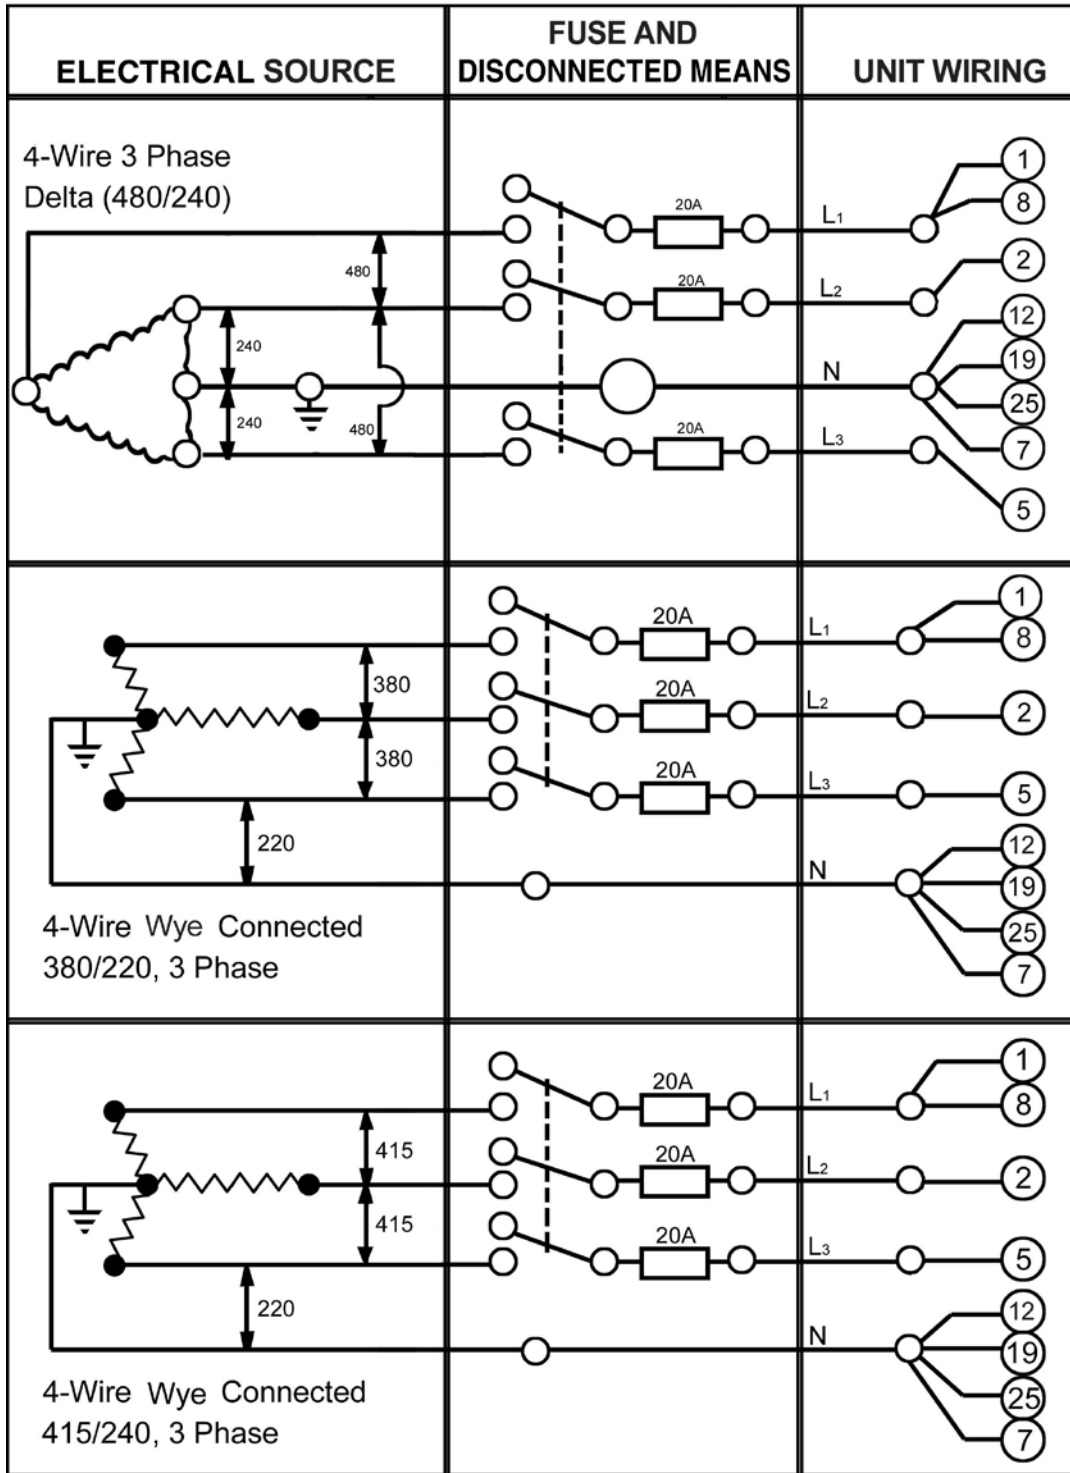 ELECTRICAL SOURCE
FUSE AND
DISCONNECTED MEANS
UNIT WIRING
4-Wire 3 Phase
Delta (480/240)
480
240
240
480
20A
20A
20A
L1
L2
N
L3
1
8
2
12
19
25
7
5
380
380
220
4-Wire Wye Connected
380/220, 3 Phase
20A
20A
20A
L1
L2
L3
N
1
8
2
5
12
19
25
7
415
415
220
4-Wire Wye Connected
415/240, 3 Phase
20A
20A
20A
L1
L2
L3
N
1
8
2
5
12
19
25
7